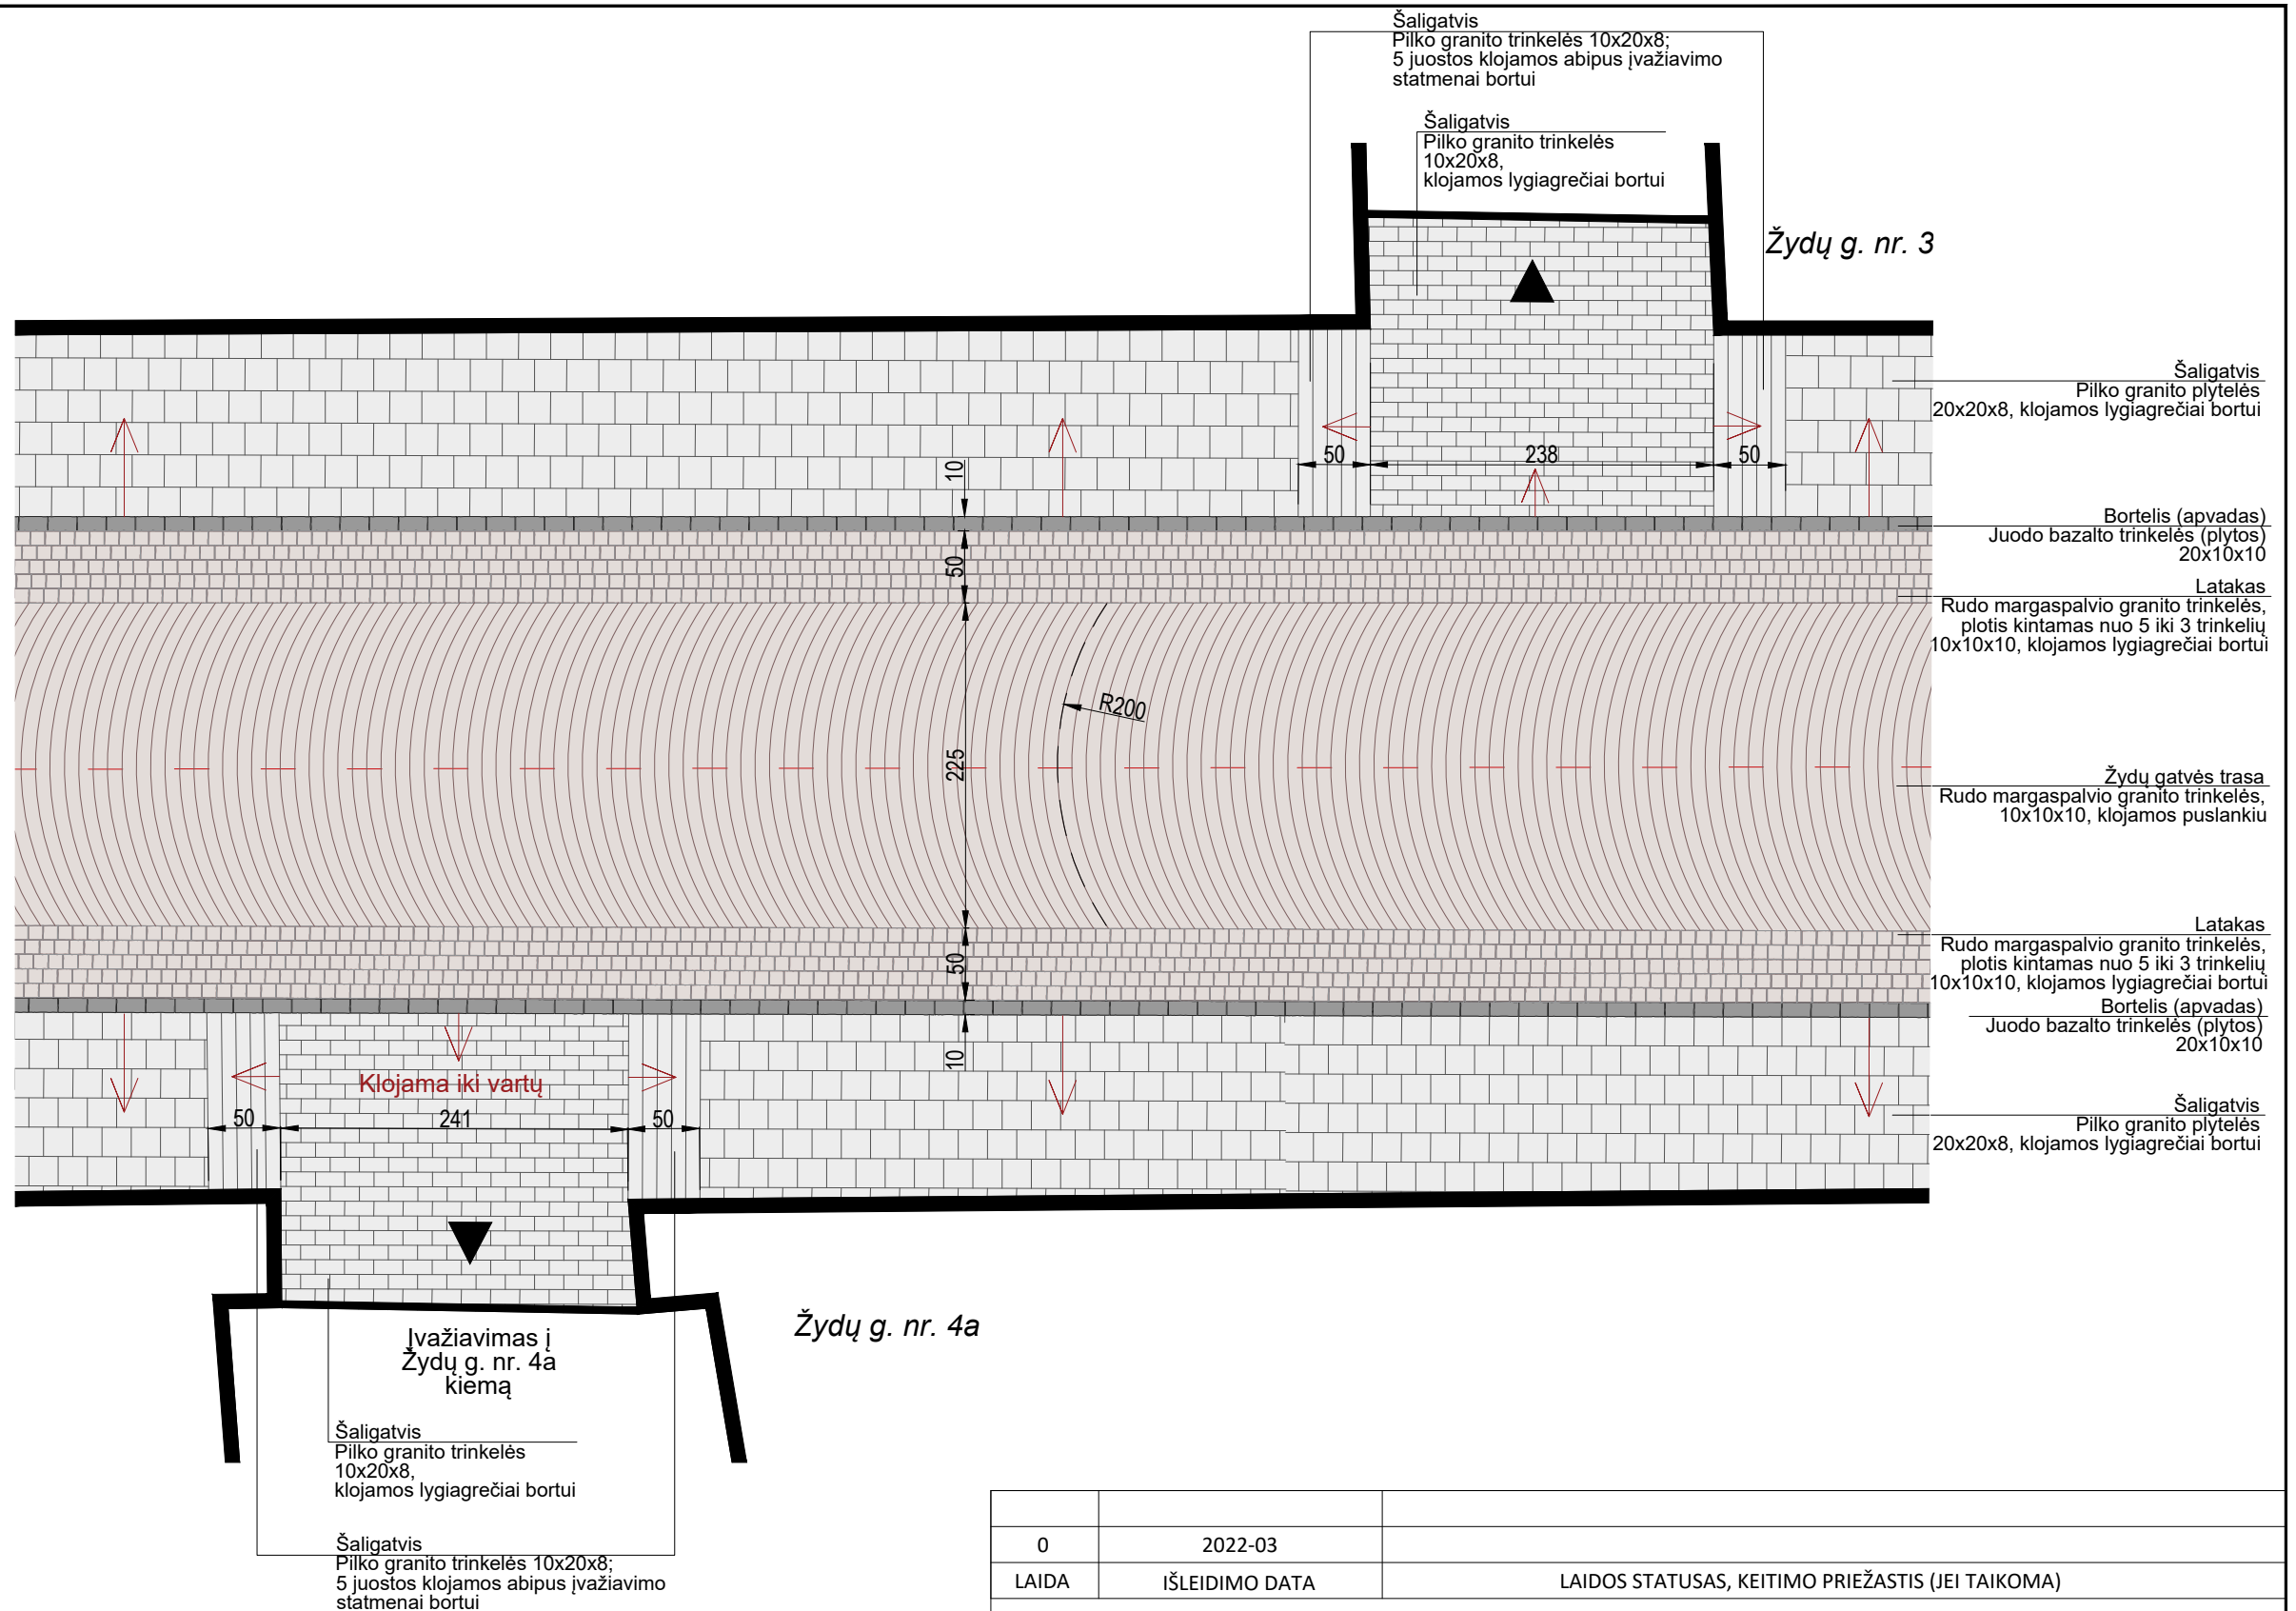 Šaligatvis
Pilko granito trinkelės 10x20x8;
5 juostos klojamos abipus įvažiavimo
statmenai bortui
Šaligatvis
Pilko granito trinkelės
10x20x8,
klojamos lygiagrečiai bortui
Žydų g. nr. 3
Šaligatvis
Pilko granito plytelės
20x20x8, klojamos lygiagrečiai bortui
50
238
50
10
Bortelis (apvadas)
Juodo bazalto trinkelės (plytos)
20x10x10
50
Latakas
Rudo margaspalvio granito trinkelės,
plotis kintamas nuo 5 iki 3 trinkelių
10x10x10, klojamos lygiagrečiai bortui
R200
225
Žydų gatvės trasa
Rudo margaspalvio granito trinkelės,
10x10x10, klojamos puslankiu
Latakas
Rudo margaspalvio granito trinkelės,
plotis kintamas nuo 5 iki 3 trinkelių
10x10x10, klojamos lygiagrečiai bortui
50
Bortelis (apvadas)
Juodo bazalto trinkelės (plytos)
20x10x10
10
Klojama iki vartų
50
241
50
Šaligatvis
Pilko granito plytelės
20x20x8, klojamos lygiagrečiai bortui
Įvažiavimas į
Žydų g. nr. 4a
kiemą
Žydų g. nr. 4a
Šaligatvis
Pilko granito trinkelės
10x20x8,
klojamos lygiagrečiai bortui
Šaligatvis
Pilko granito trinkelės 10x20x8;
5 juostos klojamos abipus įvažiavimo
statmenai bortui
0 2022-03
LAIDA IŠLEIDIMO DATA LAIDOS STATUSAS, KEITIMO PRIEŽASTIS (JEI TAIKOMA)